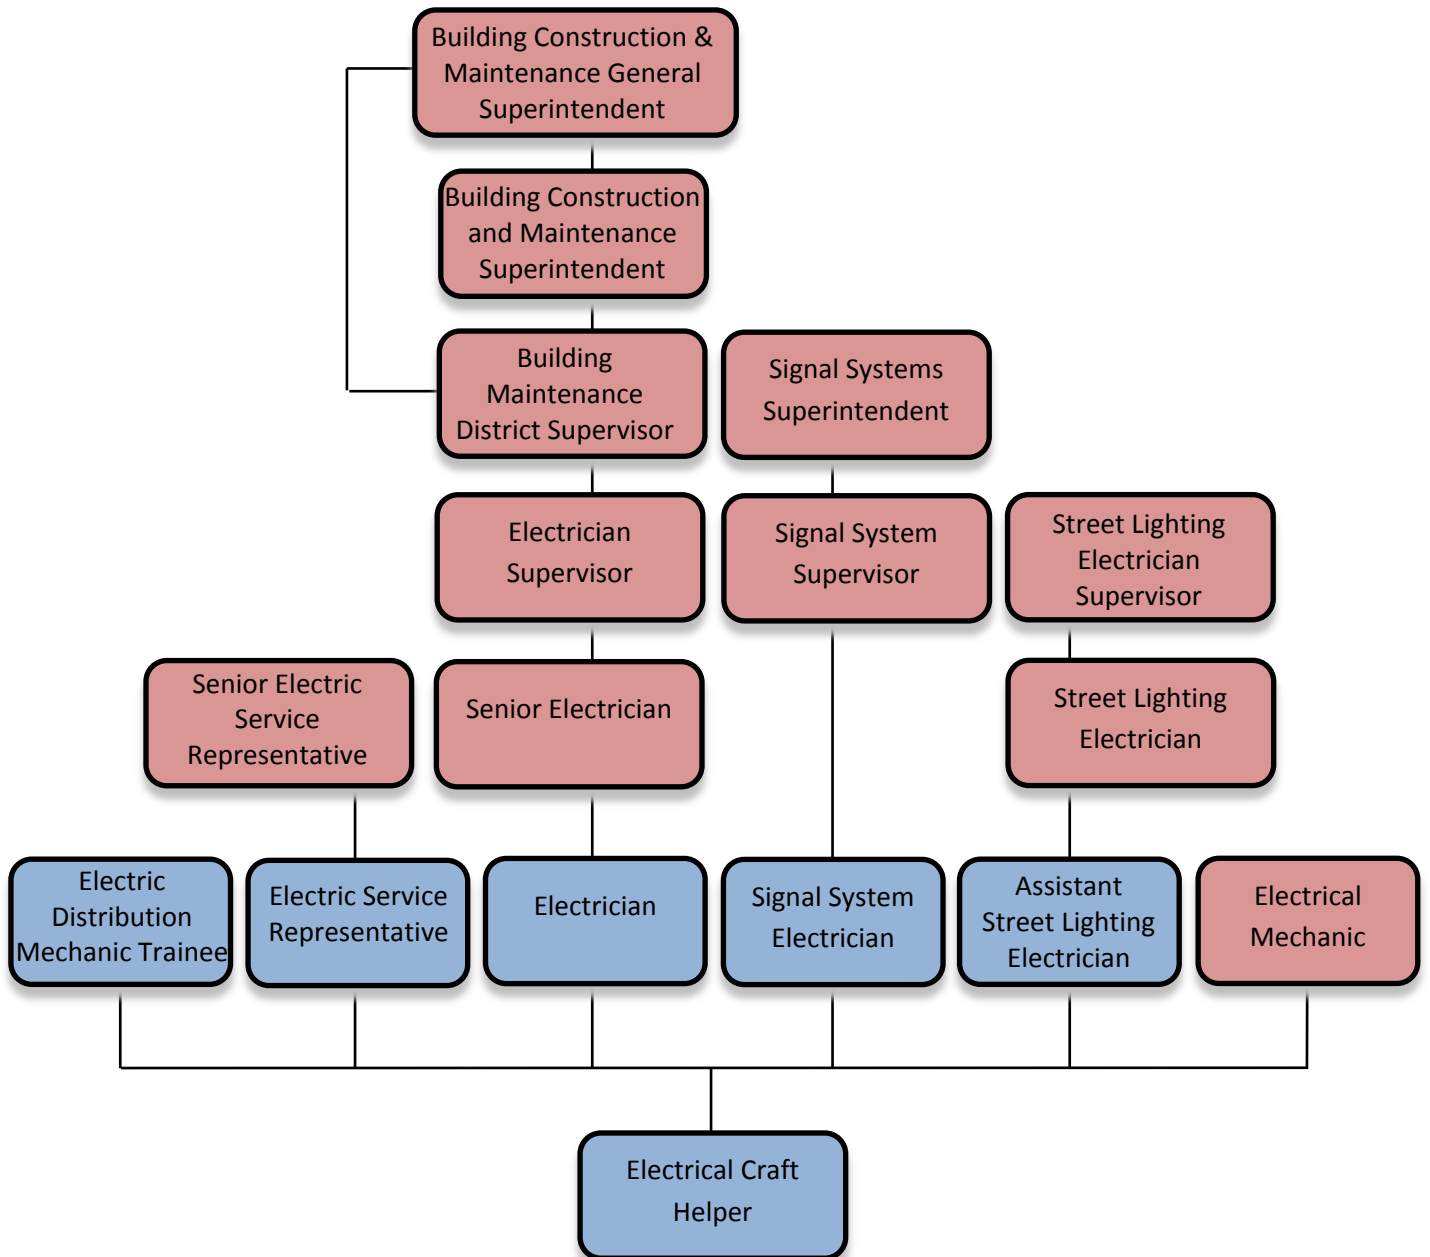 Building Construction &
Maintenance General
Superintendent
Building Construction
and Maintenance
Superintendent
Building
Maintenance
District Supervisor
Signal Systems
Superintendent
Electrician
Supervisor
Signal System
Supervisor
Street Lighting
Electrician
Supervisor
Senior Electric
Service
Representative
Senior Electrician
Street Lighting
Electrician
Electric
Distribution
Mechanic Trainee
Electric Service
Representative
Electrician
Signal System
Electrician
Assistant
Street Lighting
Electrician
Electrical
Mechanic
Electrical Craft
Helper